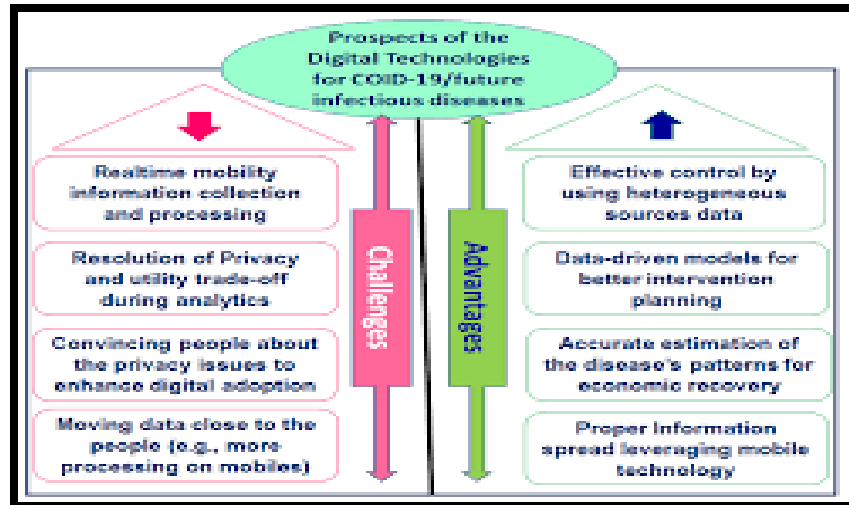 Prospects of the
Digital Technologies
for COID-19/future
infectious diseases
Realtime mobility
information collection
and processing
Resolution of Privacy
and utility trade-off
during analytics
Convincing people about
the privacy issues to
enhance digital adoption
Moving data close to the
people (e.g., more
processing on mobiles)
Challenges
Advantages
Effective control by
using heterogeneous
sources data
Data-driven models for
better intervention
planning
Accurate estimation of
the disease's patterns for
economic recovery
Proper Information
spread leveraging mobile
technology